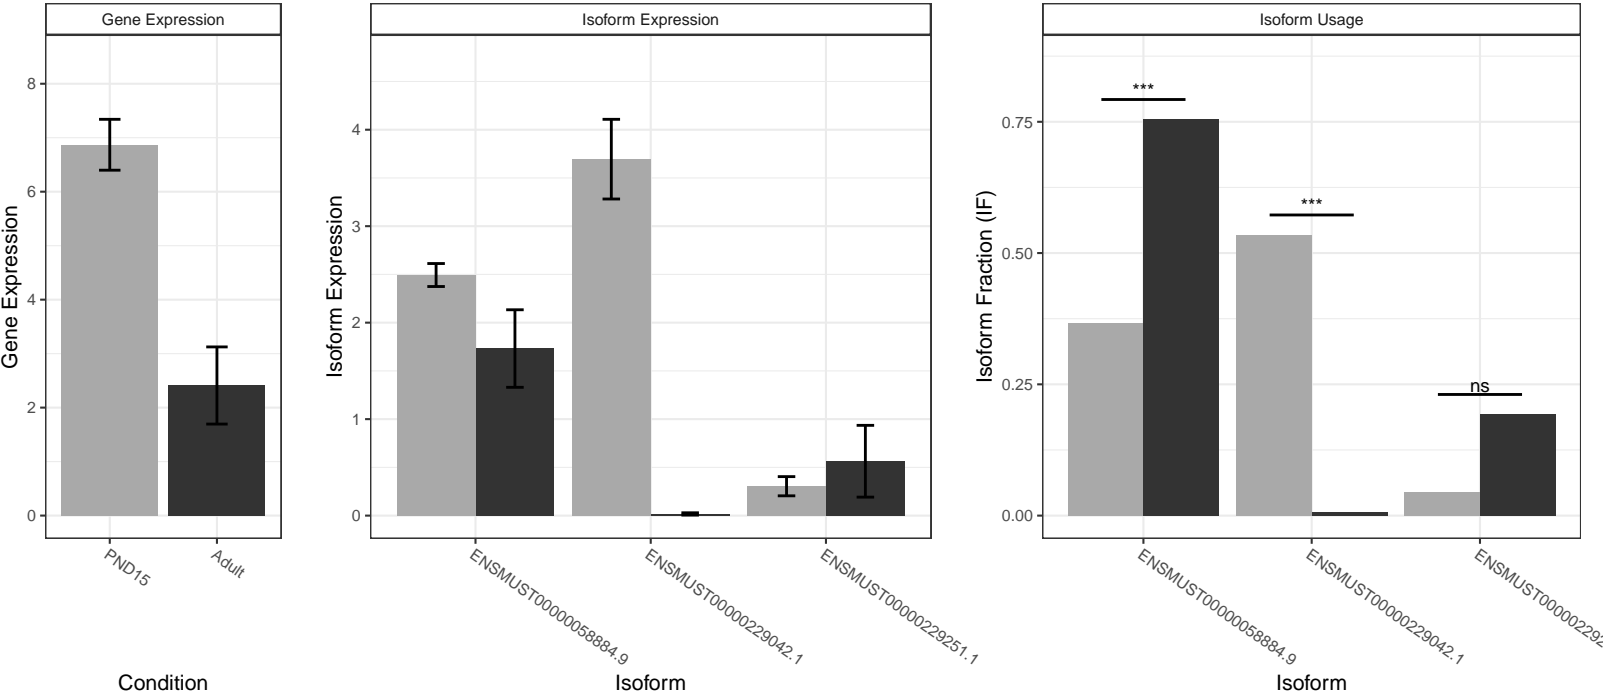 Gene Expression
Isoform Expression
Isoform Usage
Gene Expression
8
6
4
2
0
PND15
Adult
Condition
Isoform Expression
4
3
2
1
0
ENSMUST00000058884.9
ENSMUST00000229042.1
ENSMUST00000229251.1
Isoform
Isoform Fraction (IF)
0.75
0.50
0.25
0.00
***
***
ns
ENSMUST00000058884.9
ENSMUST00000229042.1
ENSMUST000002292
Isoform